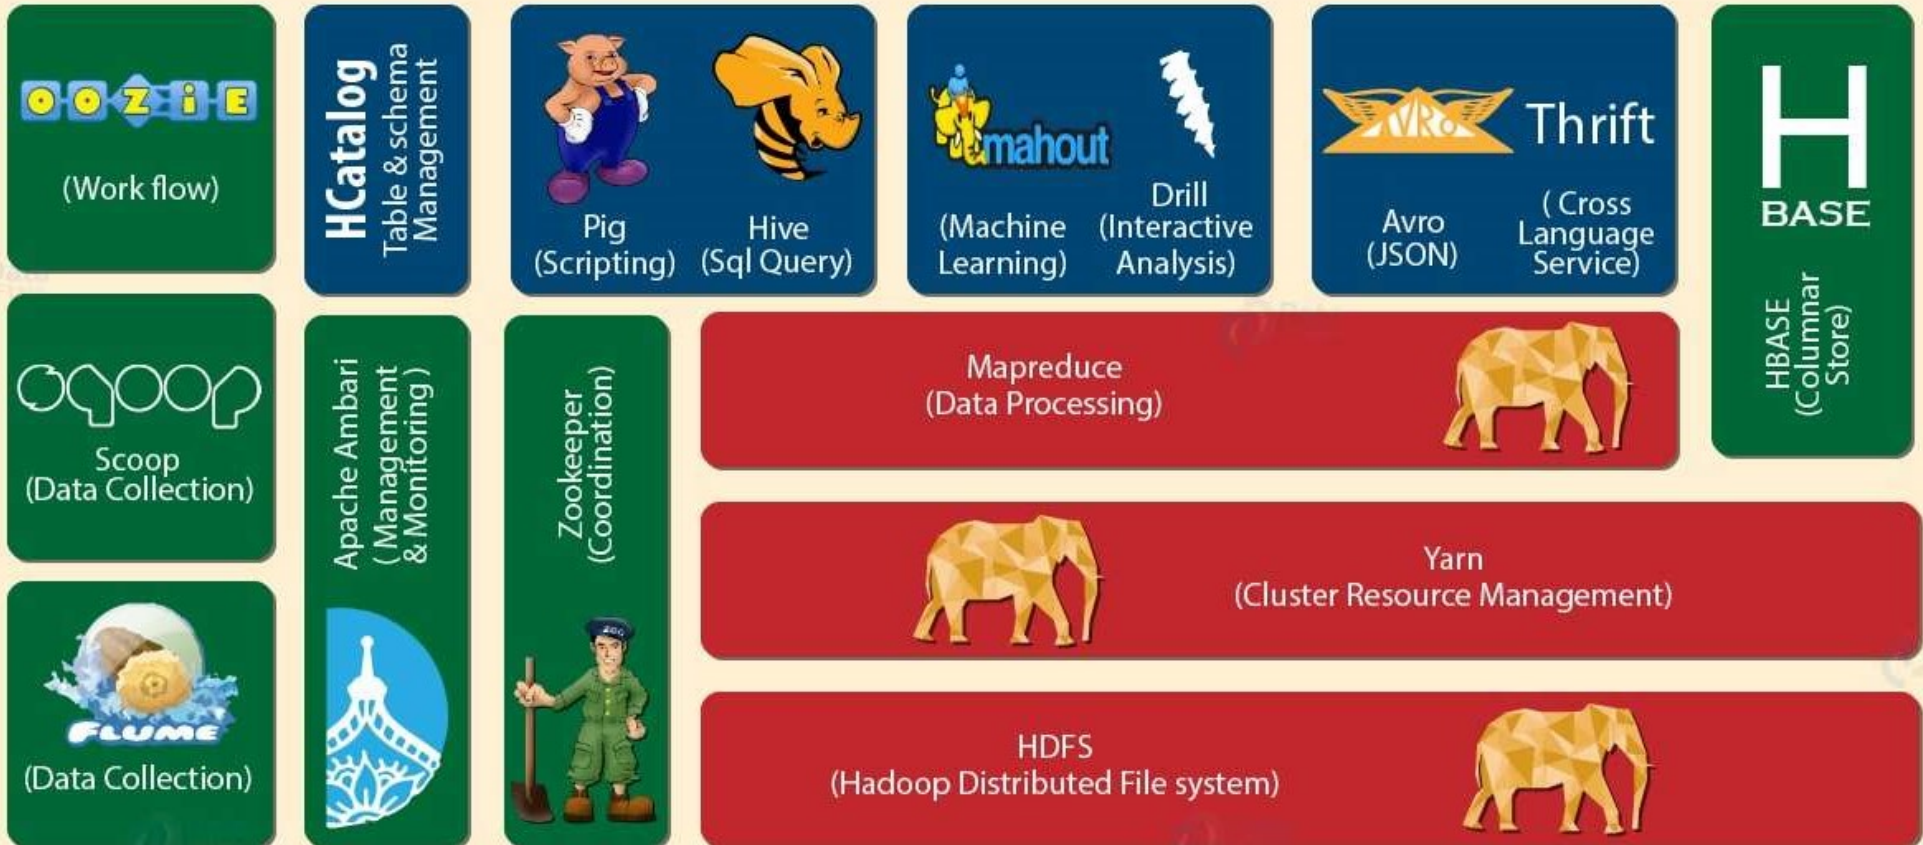 OOZiE
(Work flow)
HCatalog
Table & schema
Management
Pig
(Scripting)
Hive
(Sql Query)
mahout
(Machine
Learning)
Drill
(Interactive
Analysis)
AVRO
Avro
(JSON)
Thrift
( Cross
Language
Service)
H
BASE
HBASE
(Columnar
Store)
sqoop
Scoop
(Data Collection)
Apache Ambari
( Management
& Monitoring )
Zookeeper
(Coordination)
ZOO
Mapreduce
(Data Processing)
Yarn
(Cluster Resource Management)
FLUME
(Data Collection)
HDFS
(Hadoop Distributed File system)